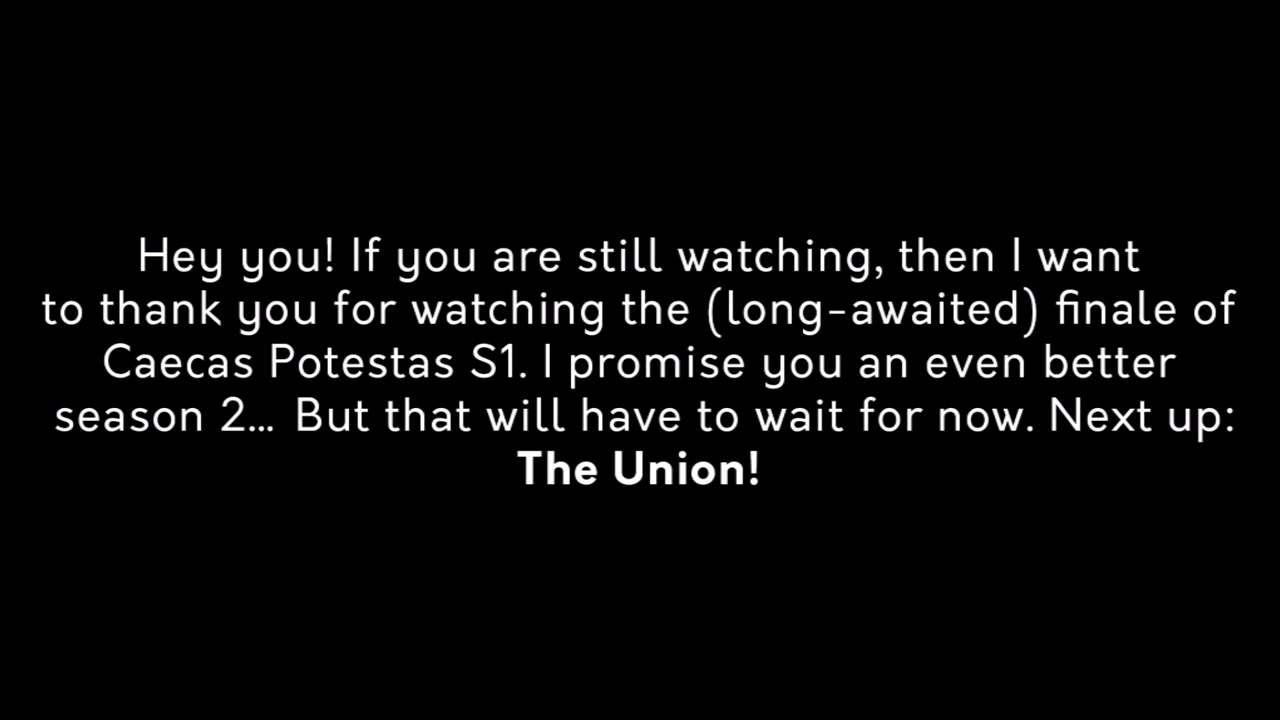 Hey you! If you are still watching, then I want
to thank you for watching the (long-awaited) finale of
Caecas Potestas S1. I promise you an even better
season 2... But that will have to wait for now. Next up:
The Union!